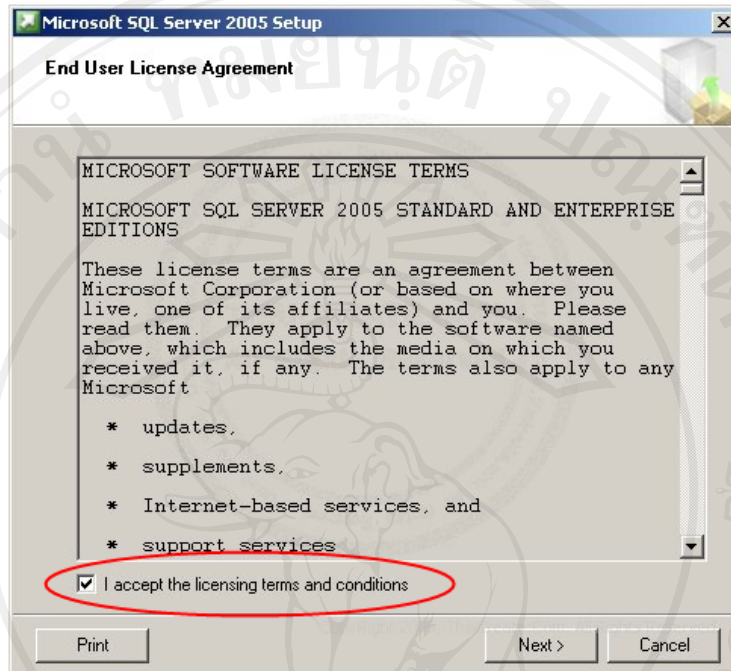 Microsoft SQL Server 2005 Setup
End User License Agreement
MICROSOFT SOFTWARE LICENSE TERMS
MICROSOFT SQL SERVER 2005 STANDARD AND ENTERPRISE
EDITIONS
These license terms are an agreement between
Microsoft Corporation (or based on where you
live, one of its affiliates) and you.  Please
read them.  They apply to the software named
above, which includes the media on which you
received it, if any.  The terms also apply to any
Microsoft
* updates,
* supplements,
* Internet-based services, and
* support services
I accept the licensing terms and conditions
Print
Next >
Cancel